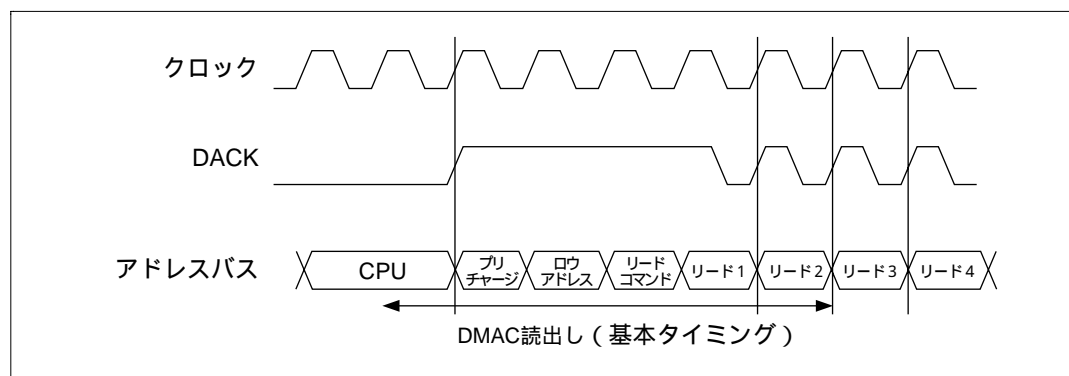 クロック
DACK
アドレスバス
CPU
プリ
チャージ
ロウ
アドレス
リード
コマンド
リード1
リード2
リード3
リード4
DMAC読出し(基本タイミング)